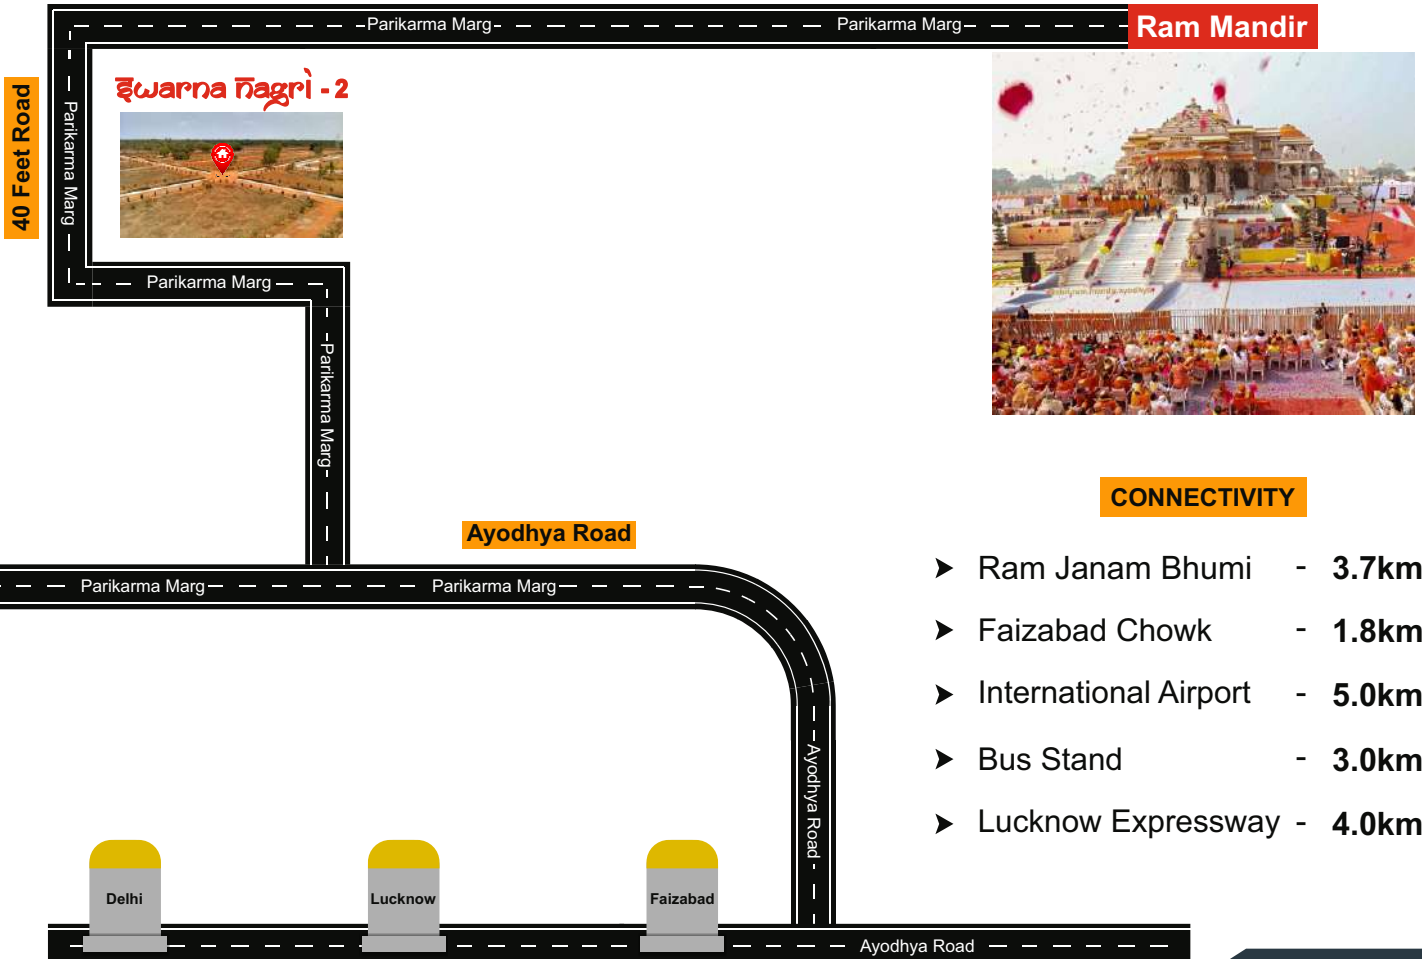 Parikarma Marg
Parikarma Marg
Ram Mandir
Swarna Nagri - 2
40 Feet Road
Parikarma Marg
Parikarma Marg
Parikarma Marg
CONNECTIVITY
Ayodhya Road
Ram Janam Bhumi - 3.7km
Parikarma Marg
Parikarma Marg
Faizabad Chowk - 1.8km
International Airport - 5.0km
Bus Stand - 3.0km
Ayodhya Road
Lucknow Expressway - 4.0km
Delhi
Lucknow
Faizabad
Ayodhya Road